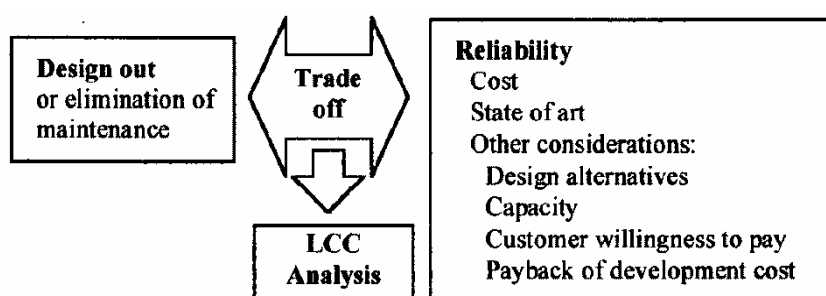 Design out
or elimination of
maintenance
Trade
off
LCC
Analysis
Reliability
Cost
State of art
Other considerations:
Design alternatives
Capacity
Customer willingness to pay
Payback of development cost